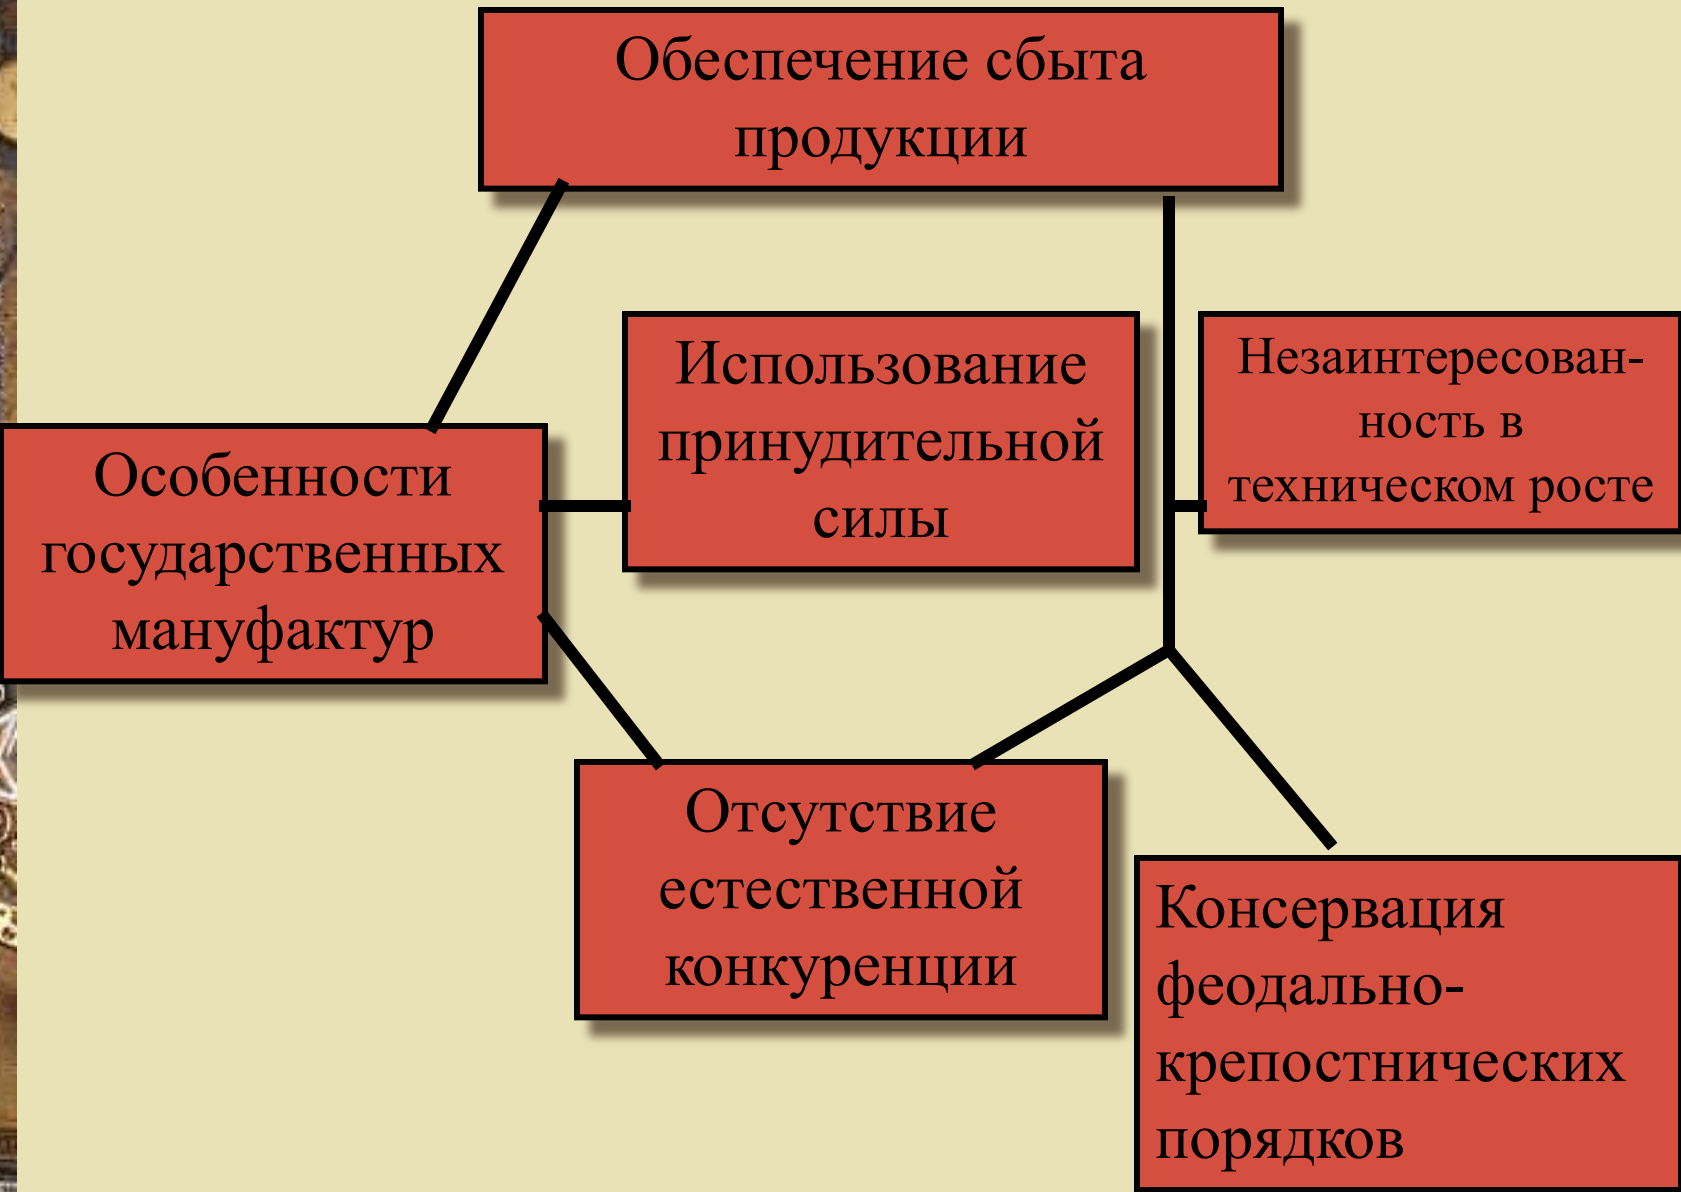 Обеспечение сбыта
продукции
Использование
принудительной
силы
Незаинтересован-
ность в
техническом росте
Особенности
государственных
мануфактур
Отсутствие
естественной
конкуренции
Консервация
феодально-
крепостнических
порядков